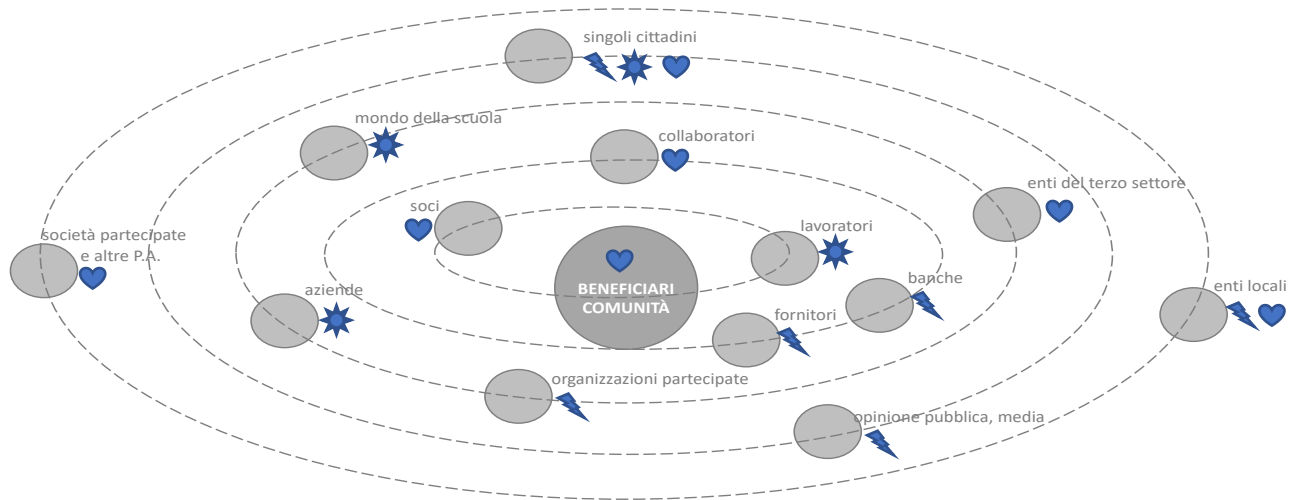 singoli cittadini
mondo della scuola
collaboratori
enti del terzo settore
soci
lavoratori
società partecipate
e altre P.A.
banche
BENEFICIARI
COMUNITÀ
aziende
enti locali
fornitori
organizzazioni partecipate
opinione pubblica, media